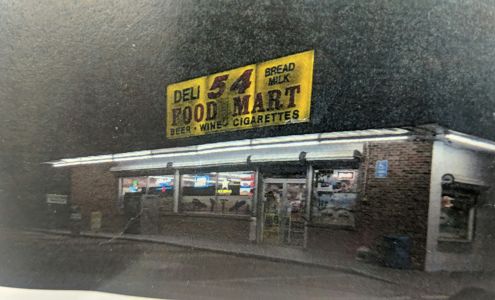 DELI 54 BREAD
MILK
FOOD MART
BEER • WINE CIGARETTES